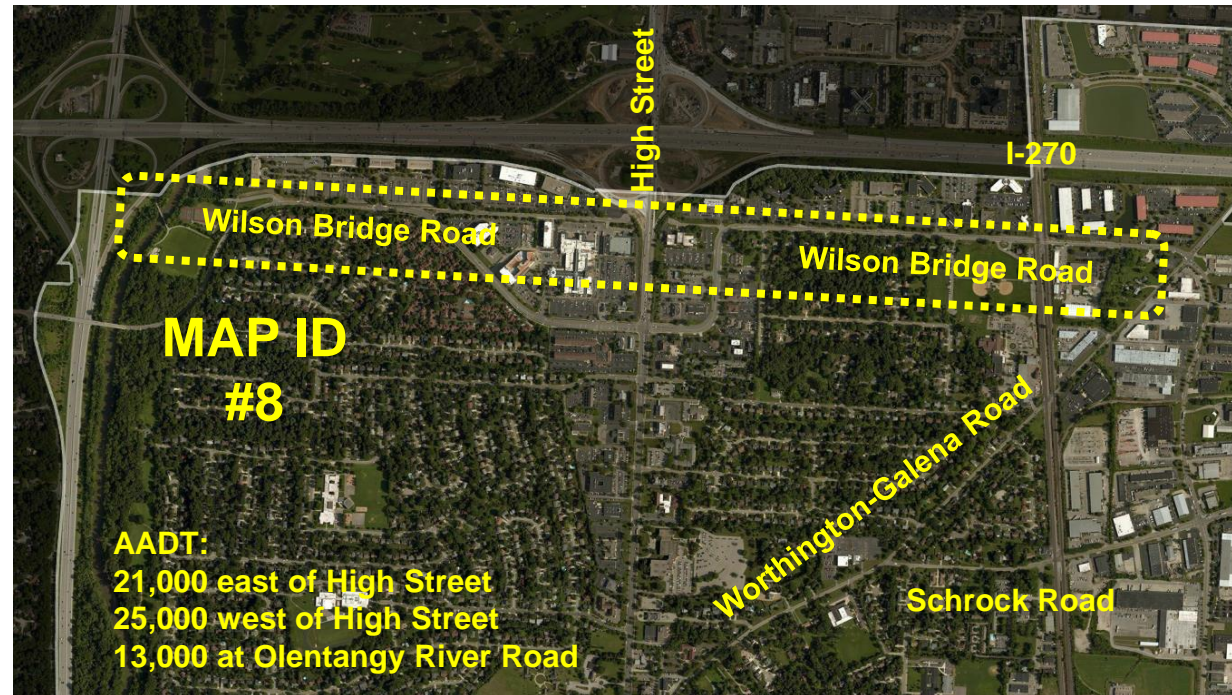 High Street
I-270
Wilson Bridge Road
Wilson Bridge Road
MAP ID
#8
Worthington-Galena Road
Schrock Road
AADT:
21,000 east of High Street
25,000 west of High Street
13,000 at Olentangy River Road